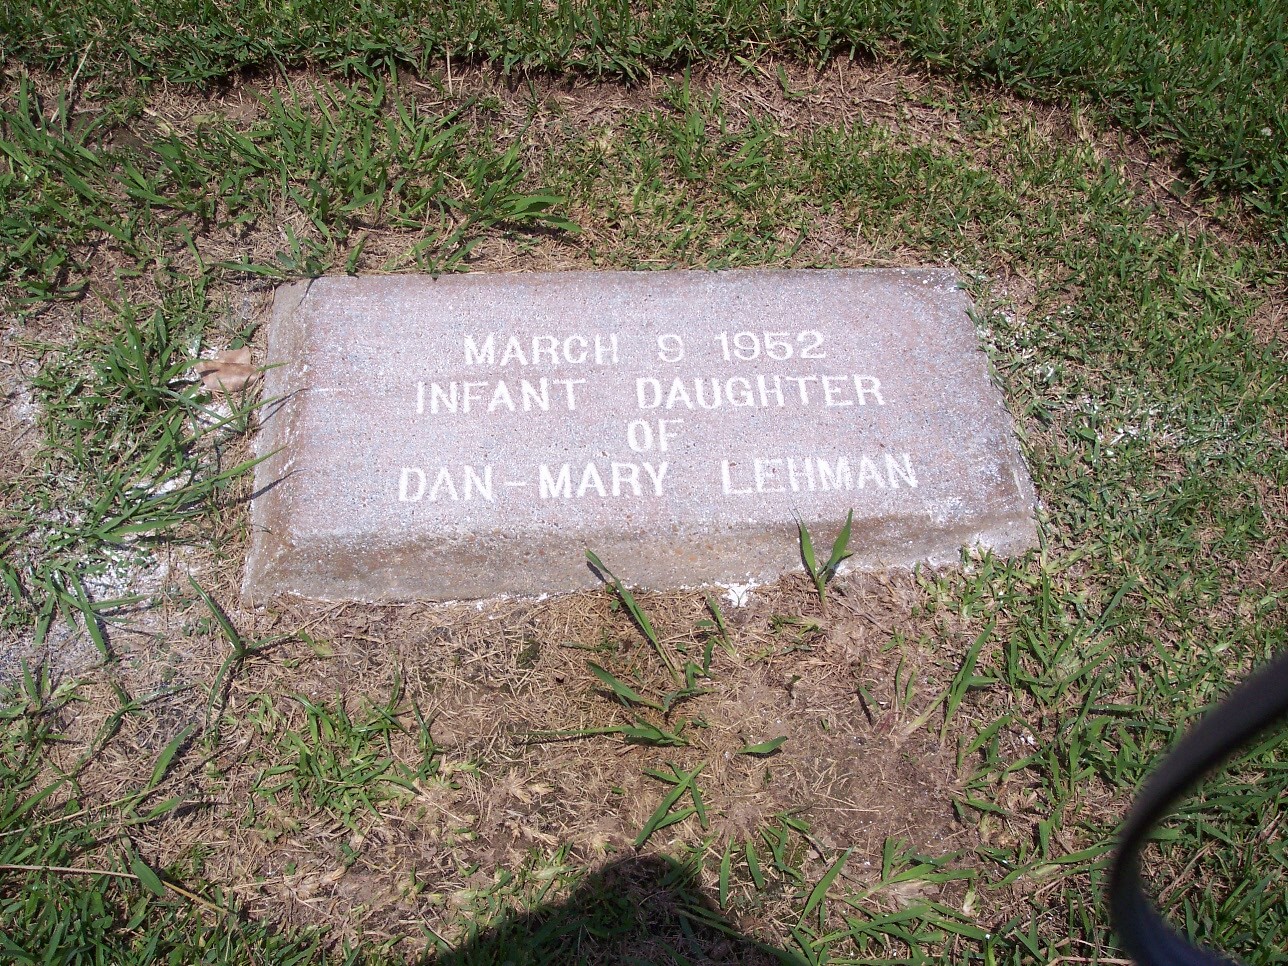 MARCH 9 1952
INFANT DAUGHTER
OF
DAN-MARY LEHMAN